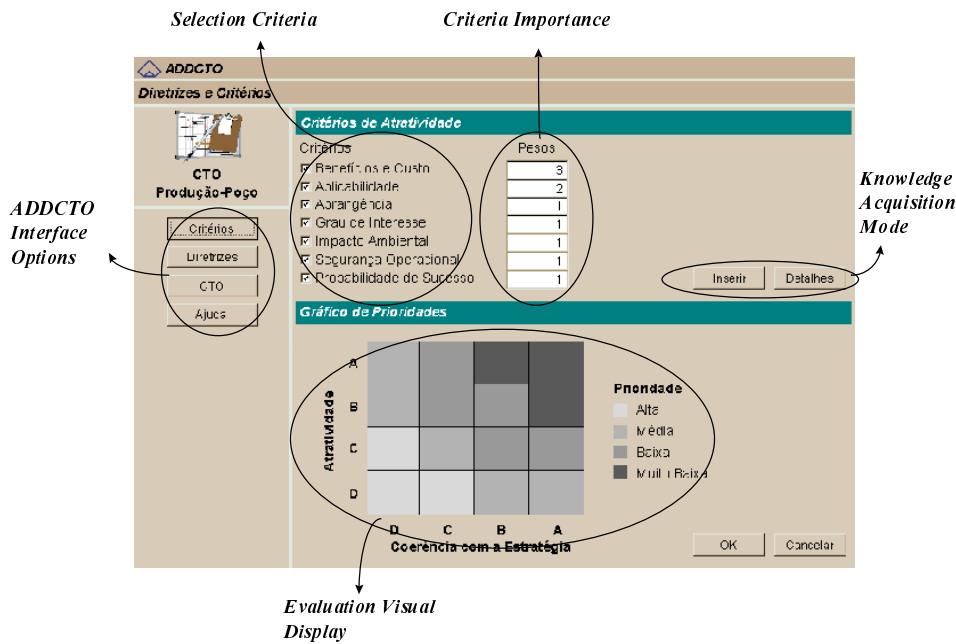 Selection Criteria
Criteria Importance
ADDCTO
Diretrizes e Critérios
CTO
Produção-Poço
Critérios de Atratividade
Critérios
Pesos
Benefícios e Custo 3
Aplicabilidade 2
Abrangência 1
Grau de Interesse 1
Impacto Ambiental 1
Segurança Operacional 1
Probabilidade de Sucesso 1
Knowledge
Acquisition
Mode
ADDCTO
Interface
Options
Critérios
Diretrizes
CTO
Ajuda
Inserir
Detalhes
Gráfico de Prioridades
A
B
C
D
Atratividade
D C B A
Coerência com a Estratégia
Prioridade
Alta
Média
Baixa
Muito Baixa
OK
Cancelar
Evaluation Visual
Display